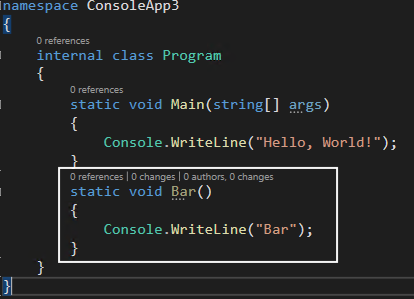 namespace ConsoleApp3
{
0 references
internal class Program
{
0 references
static void Main(string[] args)
{
Console.WriteLine("Hello, World!");
}
0 references | 0 changes | 0 authors, 0 changes
static void Bar()
{
Console.WriteLine("Bar");
}
}
}